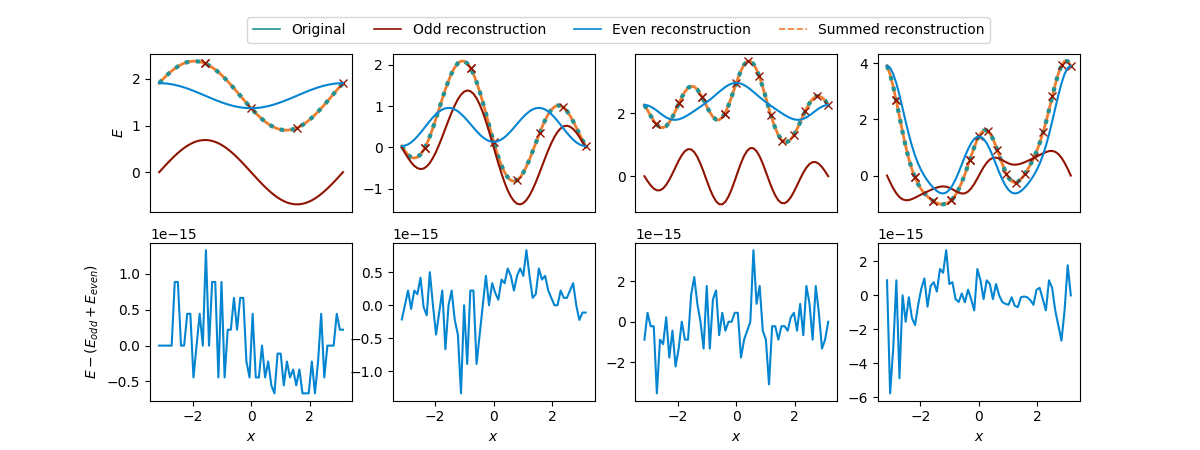 Original Odd reconstruction Even reconstruction Summed reconstruction
E
2
1
0
2
1
0
−1
2
0
4
2
0
1e−15
1e−15
1e−15
1e−15
E − (E_odd + E_even)
1.0
0.5
0.0
−0.5
0.5
0.0
−0.5
−1.0
2
0
−2
2
0
−2
−4
−6
−2 0 2
−2 0 2
−2 0 2
−2 0 2
x x x x